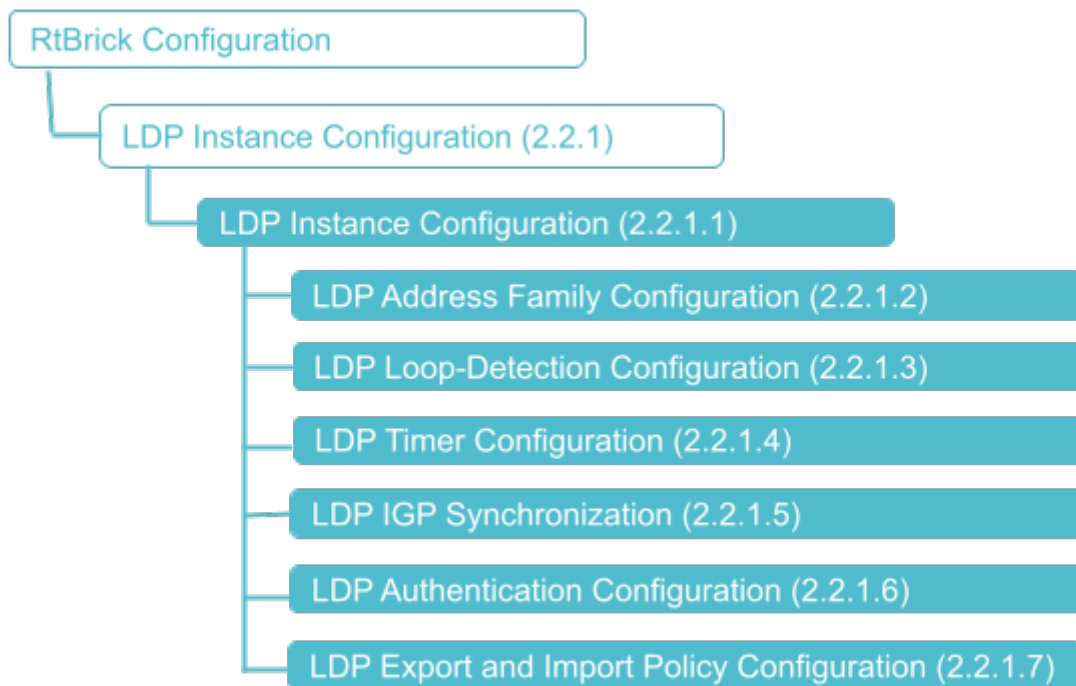 RtBrick Configuration
LDP Instance Configuration (2.2.1)
LDP Instance Configuration (2.2.1.1)
LDP Address Family Configuration (2.2.1.2)
LDP Loop-Detection Configuration (2.2.1.3)
LDP Timer Configuration (2.2.1.4)
LDP IGP Synchronization (2.2.1.5)
LDP Authentication Configuration (2.2.1.6)
LDP Export and Import Policy Configuration (2.2.1.7)